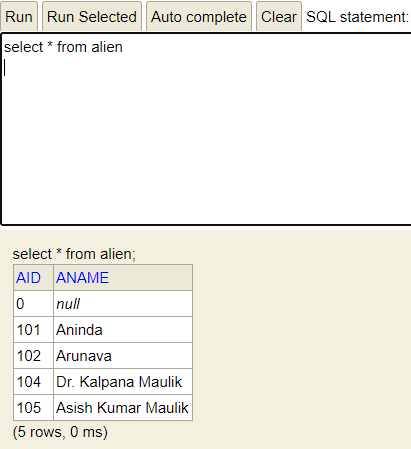 Run Run Selected Auto complete Clear SQL statement:
select * from alien
select * from alien;
AID ANAME
0 null
101 Aninda
102 Arunava
104 Dr. Kalpana Maulik
105 Asish Kumar Maulik
(5 rows, 0 ms)